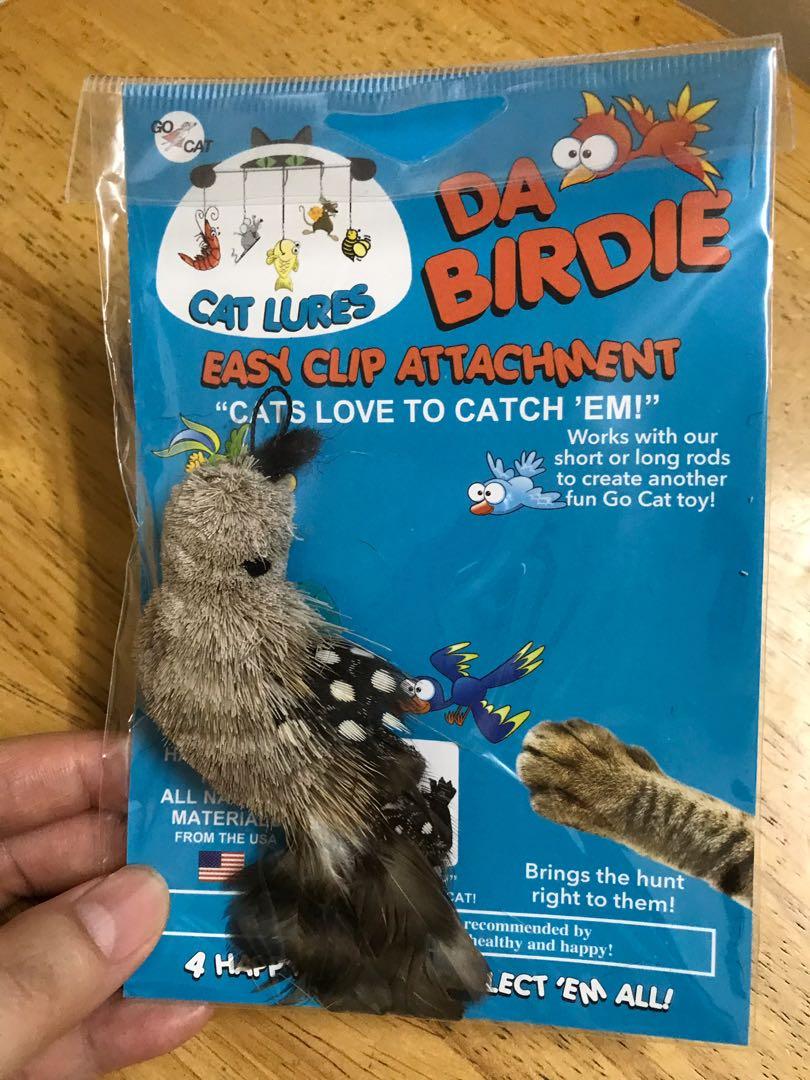 GO
CAT
CAT LURES
DA
BIRDIE
EASY CLIP ATTACHMENT
"CATS LOVE TO CATCH 'EM!"
Works with our
short or long rods
to create another
fun Go Cat toy!
ALL
MATERIAL
FROM THE USA
CAT!
Brings the hunt
right to them!
recommended by
healthy and happy!
4 'EM ALL!